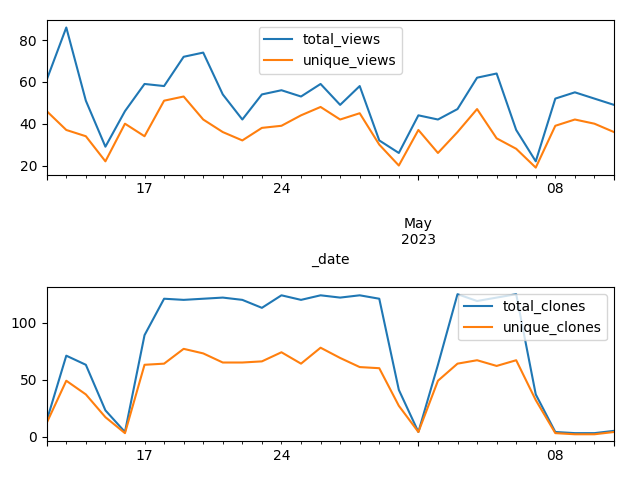 80
60
40
20
total_views
unique_views
17
24
08
May
2023
_date
100
50
0
total_clones
unique_clones
17
24
08